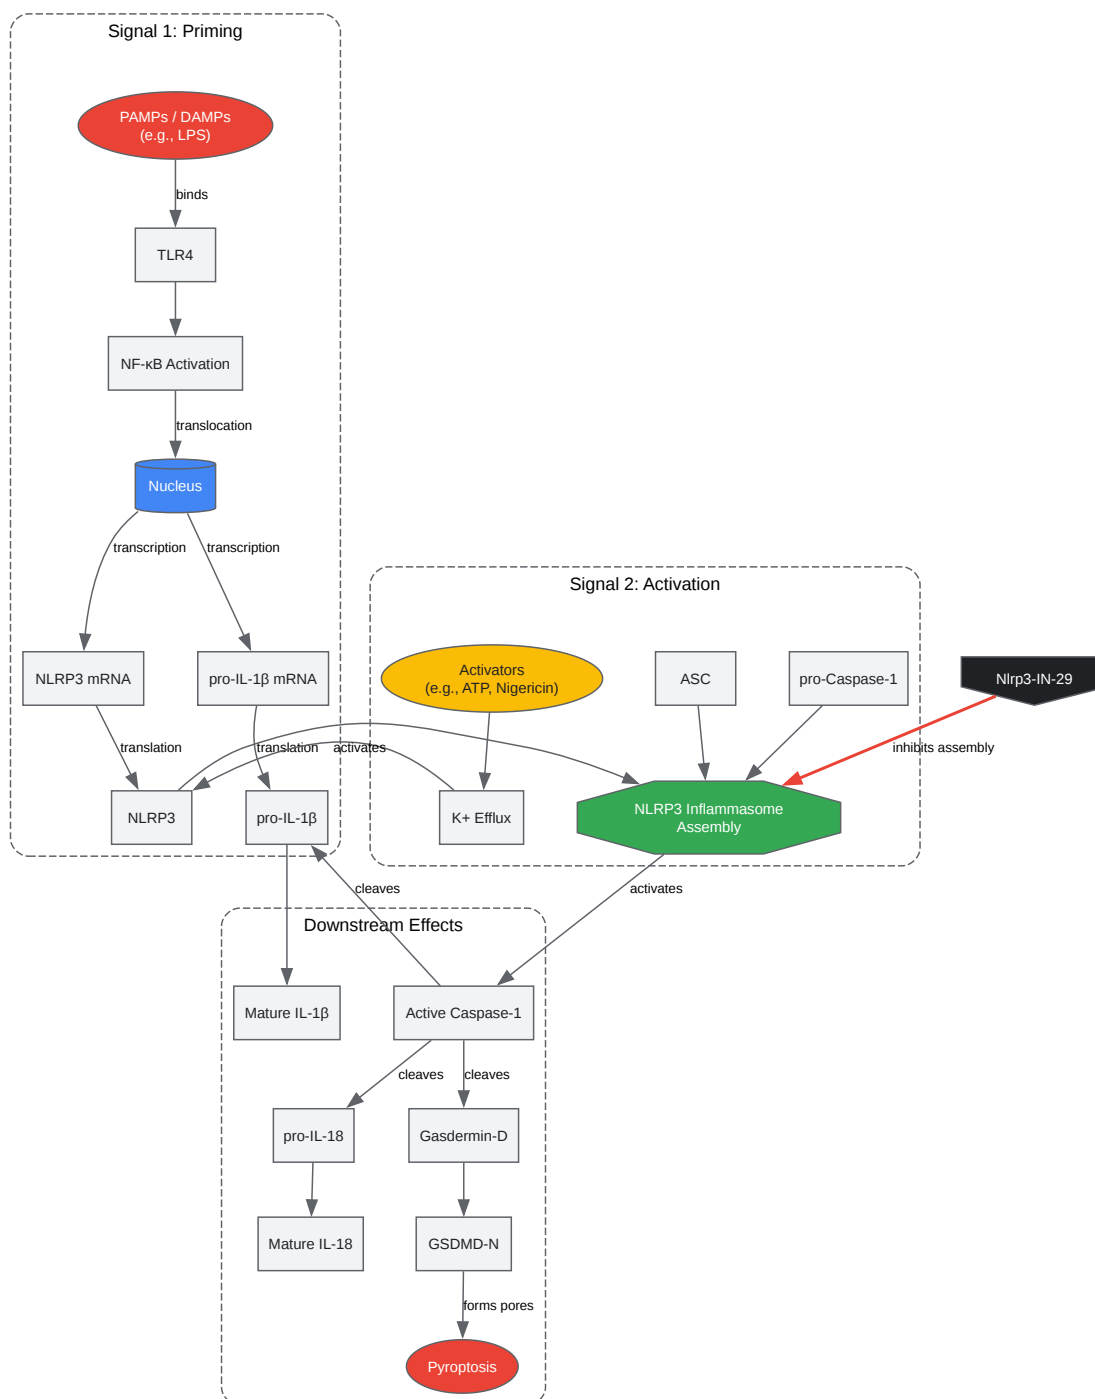 Signal 1: Priming
PAMPs / DAMPs
(e.g., LPS)
binds
TLR4
NF-κB Activation
translocation
Nucleus
transcription
transcription
Signal 2: Activation
NLRP3 mRNA
pro-IL-1β mRNA
Activators
(e.g., ATP, Nigericin)
ASC
pro-Caspase-1
Nlrp3-IN-29
translation
translation
activates
inhibits assembly
NLRP3
pro-IL-1β
K+ Efflux
NLRP3 Inflammasome
Assembly
cleaves
activates
Downstream Effects
Mature IL-1β
Active Caspase-1
cleaves
cleaves
pro-IL-18
Gasdermin-D
Mature IL-18
GSDMD-N
forms pores
Pyroptosis